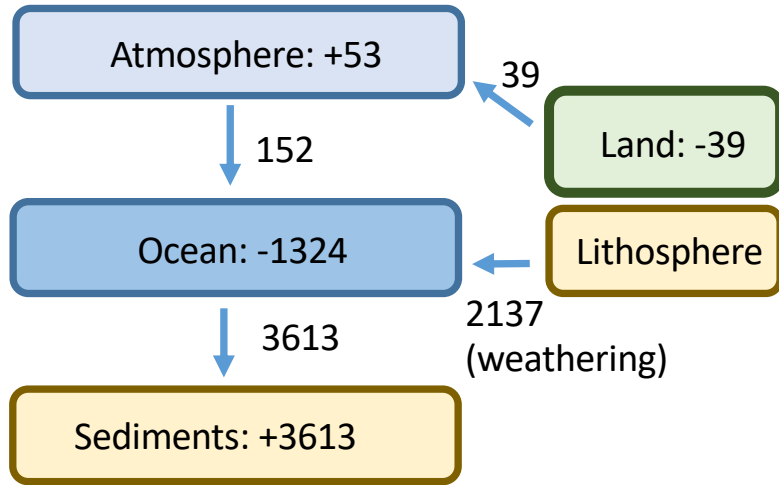 Atmosphere: +53
39
152
Land: -39
Ocean: -1324
Lithosphere
3613
2137
(weathering)
Sediments: +3613